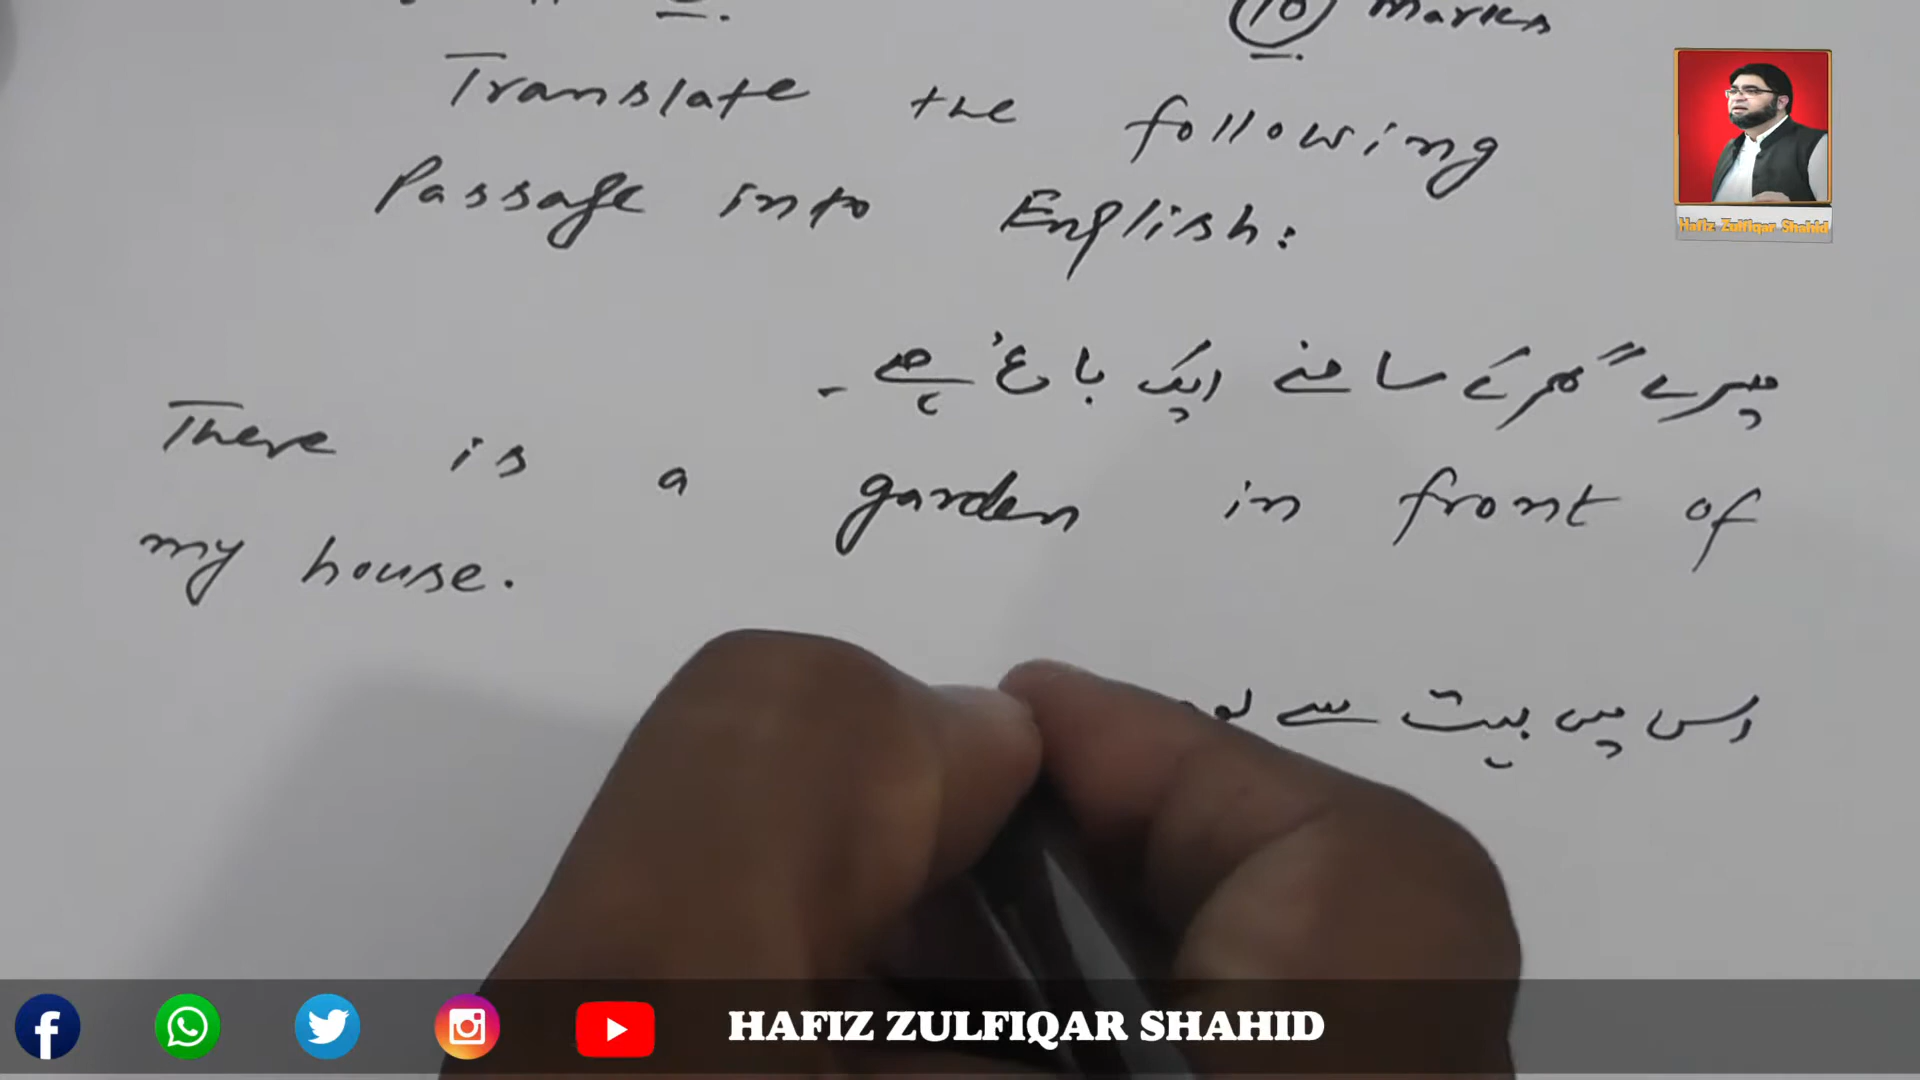 10 Marks
Translate the following
Passage into English:
میرے گھر کے سامنے ایک باغ ہے -
There is a garden in front of
my house.
اس میں بہت سے
Hafiz Zulfiqar Shahid
HAFIZ ZULFIQAR SHAHID